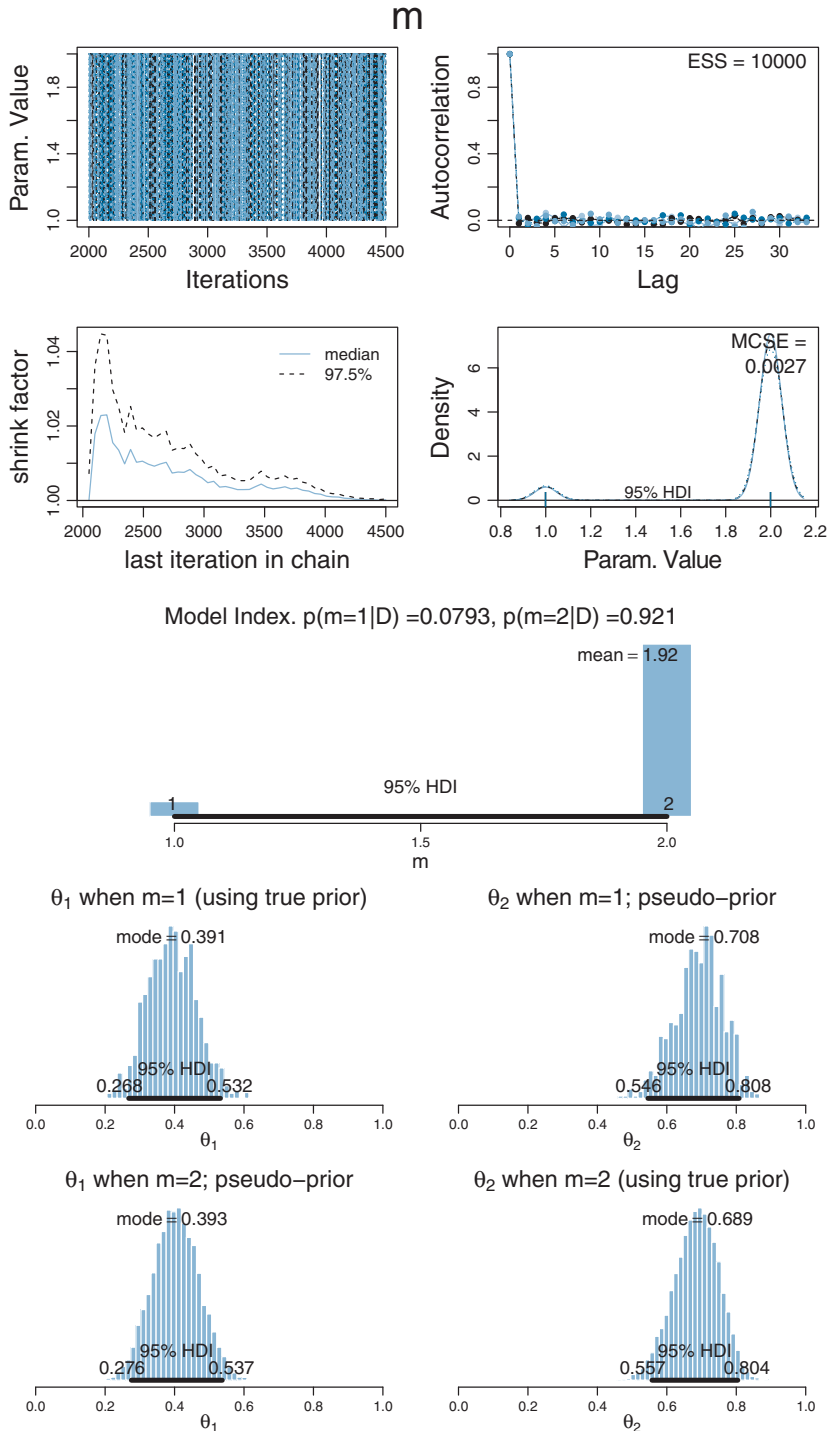 m
Param. Value
1.0 1.4 1.8
2000 2500 3000 3500 4000 4500
Iterations
Autocorrelation
0.0 0.4 0.8
ESS = 10000
0 5 10 15 20 25 30
Lag
shrink factor
1.00 1.02 1.04
median
97.5%
2000 2500 3000 3500 4000 4500
last iteration in chain
Density
0 2 4 6
MCSE =
0.0027
95% HDI
0.8 1.0 1.2 1.4 1.6 1.8 2.0 2.2
Param. Value
Model Index. p(m=1|D) =0.0793, p(m=2|D) =0.921
mean = 1.92
95% HDI
1 2
1.0 1.5 2.0
m
θ1 when m=1 (using true prior)
mode = 0.391
95% HDI
0.268 0.532
0.0 0.2 0.4 0.6 0.8 1.0
θ1
θ2 when m=1; pseudo−prior
mode = 0.708
95% HDI
0.546 0.808
0.0 0.2 0.4 0.6 0.8 1.0
θ2
θ1 when m=2; pseudo−prior
mode = 0.393
95% HDI
0.276 0.537
0.0 0.2 0.4 0.6 0.8 1.0
θ1
θ2 when m=2 (using true prior)
mode = 0.689
95% HDI
0.557 0.804
0.0 0.2 0.4 0.6 0.8 1.0
θ2